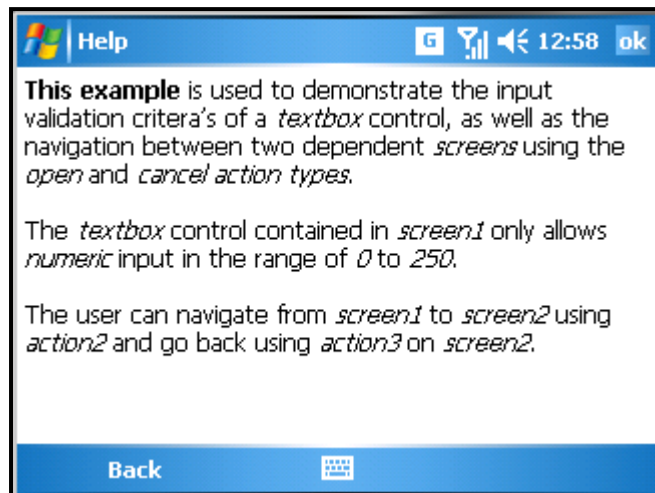 Help G 12:58 ok
This example is used to demonstrate the input
validation critera's of a textbox control, as well as the
navigation between two dependent screens using the
open and cancel action types.
The textbox control contained in screen1 only allows
numeric input in the range of 0 to 250.
The user can navigate from screen1 to screen2 using
action2 and go back using action3 on screen2.
Back